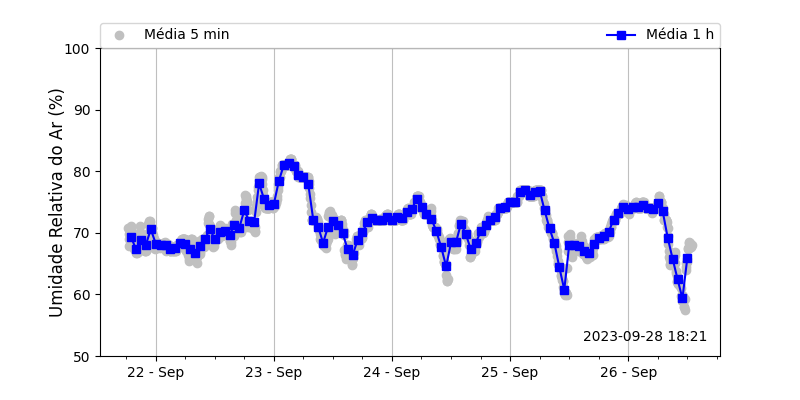 Média 5 min
Média 1 h
Umidade Relativa do Ar (%)
100
90
80
70
60
50
2023-09-28 18:21
22 - Sep
23 - Sep
24 - Sep
25 - Sep
26 - Sep